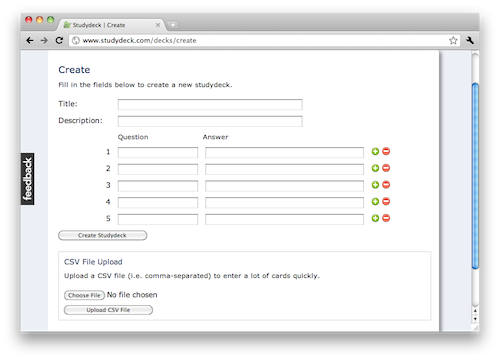 Studydeck | Create
www.studydeck.com/decks/create
Create
Fill in the fields below to create a new studydeck.
Title:
Description:
Question Answer
1
2
3
4
5
feedback
Create Studydeck
CSV File Upload
Upload a CSV file (i.e. comma-separated) to enter a lot of cards quickly.
Choose File No file chosen
Upload CSV File